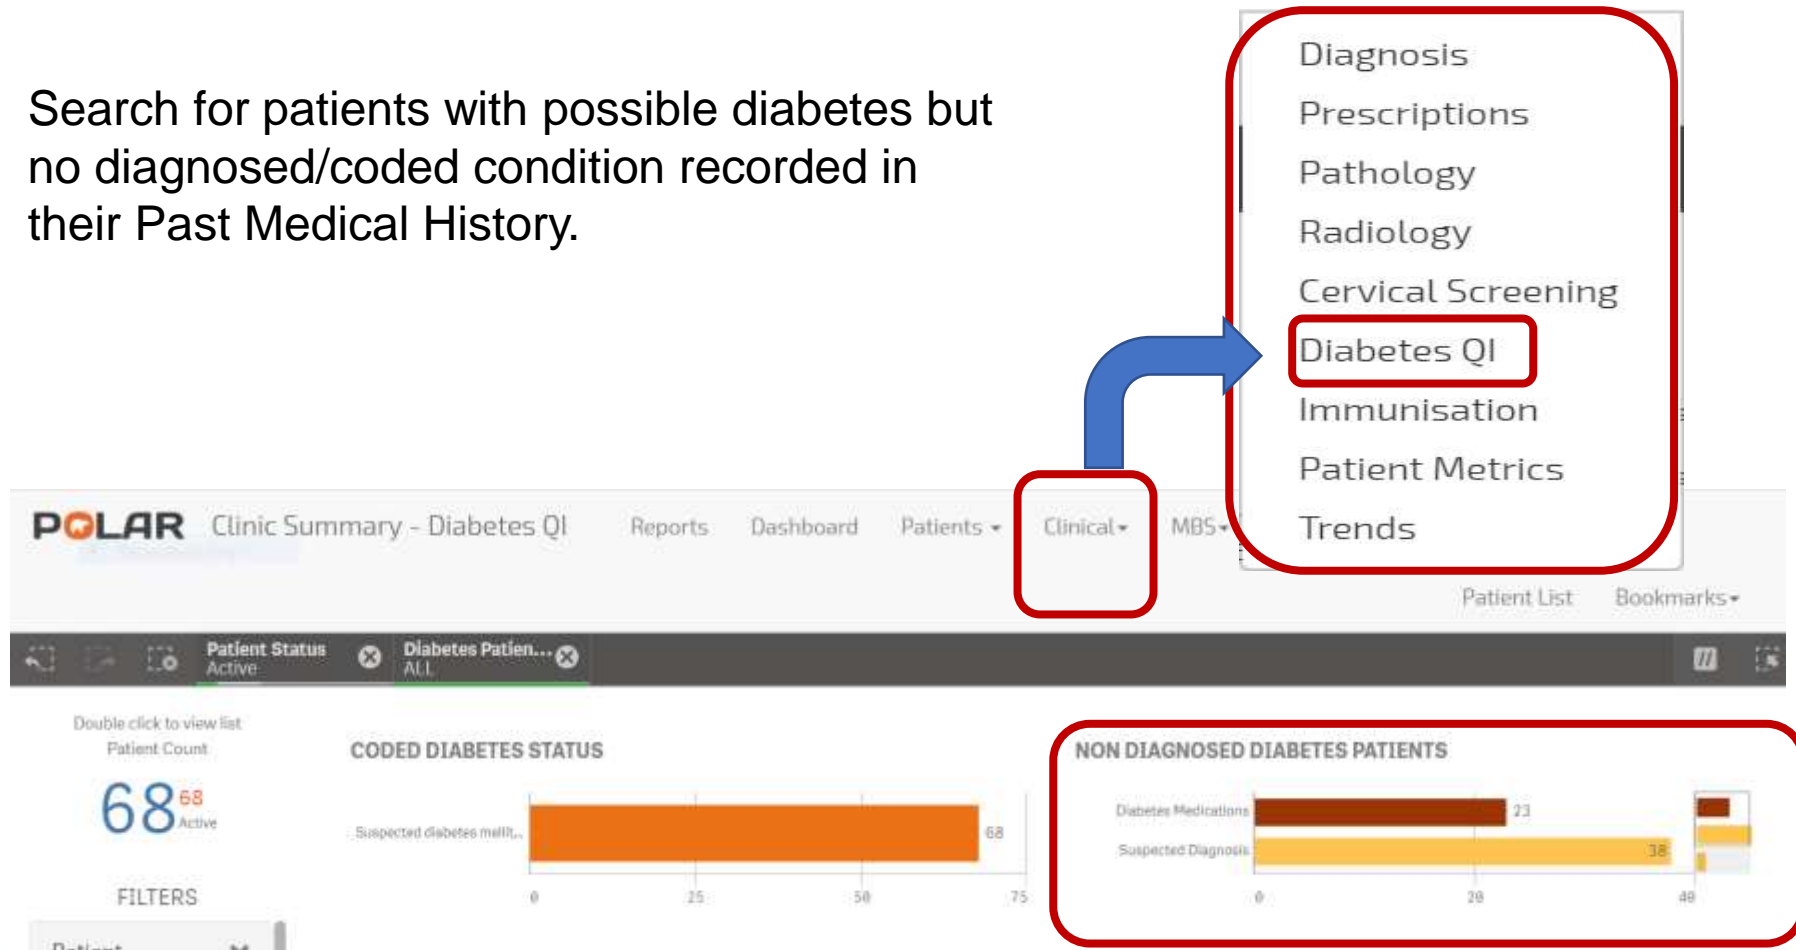 Search for patients with possible diabetes but
no diagnosed/coded condition recorded in
their Past Medical History.
Diagnosis
Prescriptions
Pathology
Radiology
Cervical Screening
Diabetes QI
Immunisation
Patient Metrics
Trends
POLAR Clinic Summary - Diabetes QI Reports Dashboard Patients Clinical MBS
Patient List Bookmarks
Patient Status
Active
Diabetes Patien...
ALL
Double click to view list
Patient Count
68 68
Active
FILTERS
Patient
CODED DIABETES STATUS
Suspected diabetes mellit... 68
0 25 50 75
NON DIAGNOSED DIABETES PATIENTS
Diabetes Medications 23
Suspected Diagnosis 38
0 20 40